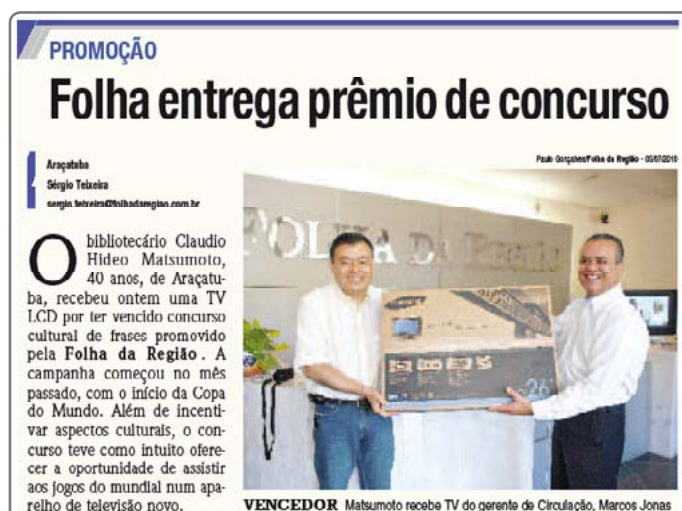 PROMOÇÃO
Folha entrega prêmio de concurso
Araçatuba
Sérgio Teixeira
sergio.teixeira@folhadaregiao.com.br
Paulo Gonçalves/Folha da Região - 05/07/2010
O bibliotecário Claudio
Hideo Matsumoto,
40 anos, de Araçatu-
ba, recebeu ontem uma TV
LCD por ter vencido concurso
cultural de frases promovido
pela Folha da Região. A
campanha começou no mês
passado, com o início da Copa
do Mundo. Além de incenti-
var aspectos culturais, o con-
curso teve como intuito ofere-
cer a oportunidade de assistir
aos jogos do mundial num apa-
relho de televisão novo.
FOLHA DA REGIÃO
26"
VENCEDOR Matsumoto recebe TV do gerente de Circulação, Marcos Jonas